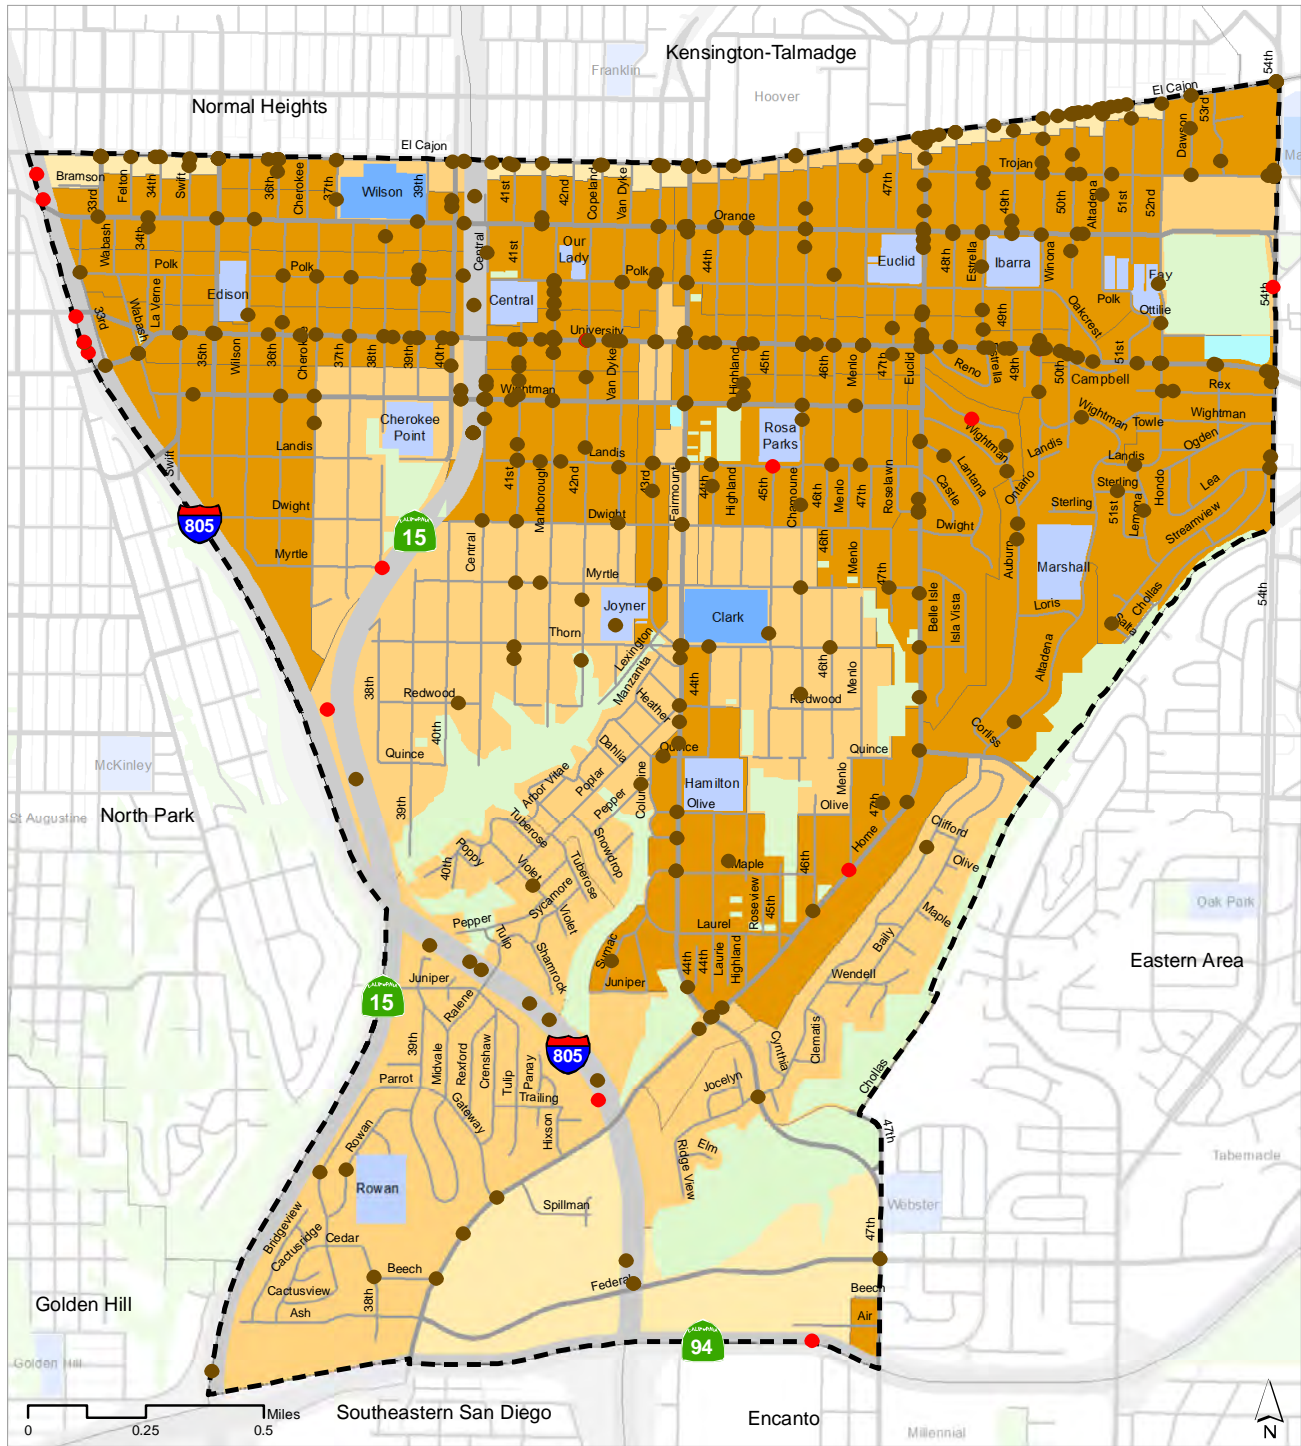 Kensington-Talmadge
Franklin
Hoover
Normal Heights
54th
El Cajon
53rd
Dawson
El Cajon
Bramson
33rd
Felton
34th
Swift
36th
Cherokee
37th
Wilson
39th
41st
42nd
Copeland
Van Dyke
47th
Trojan
49th
50th
Altadena
51st
52nd
Orange
Wabash
34th
Central
41st
Our
Lady
44th
Euclid
48th
Estrella
Ibarra
Winona
Polk
Polk
Polk
Fay
Edison
La Verne
Wabash
33rd
Central
49th
Oakcrest
Polk
Ottilie
54th
University
35th
Wilson
36th
Cherokee
37th
38th
39th
40th
Van Dyke
Highland
45th
46th
Menlo
47th
Euclid
Reno
Estrella
49th
50th
51st
Campbell
Rex
Wightman
Cherokee
Point
Rosa
Parks
Wightman
Wightman
Towle
Wightman
Ogden
Landis
Landis
Landis
Landis
Swift
41st
Marlborough
42nd
43rd
Fairmount
44th
Highland
45th
Chamoune
46th
Menlo
47th
Roselawn
Castle
Lantana
Ontario
Sterling
Sterling
51st
Lemona
Hondo
Lea
Streamview
Dwight
Dwight
Dwight
805
CALIFORNIA
15
Central
46th
Menlo
47th
Auburn
Marshall
Myrtle
Myrtle
Joyner
Clark
Belle Isle
Isla Vista
Loris
Chollas
Salta
54th
Thorn
Lexington
Manzanita
Heather
44th
46th
Menlo
Altadena
38th
Redwood
Redwood
40th
Quince
Quince
Quince
Corliss
McKinley
North Park
St Augustine
39th
Dahlia
Arbor Vitae
Poplar
Pepper
Columbine
Hamilton
Olive
Olive
Menlo
47th
Home
Clifford
Olive
Tuberose
Snowdrop
Poppy
40th
Violet
Tuberose
Sycamore
Violet
Maple
46th
Roseview
45th
Maple
Oak Park
Pepper
Tulip
Shamrock
Laurel
Sumac
Juniper
44th
44th
Laurie
Highland
Bally
Wendell
Eastern Area
Juniper
Ralene
CALIFORNIA
15
805
39th
Midvale
Rexford
Crenshaw
Tulip
Panay
Trailing
Hixson
Gateway
Parrot
Cynthia
Clematis
Jocelyn
Chollas
47th
Elm
Ridge View
Rowan
Rowan
Tabernacle
Webster
Spillman
47th
Bridgeview
Cactusridge
Cedar
Beech
Federal
Cactusview
Ash
38th
Beech
Air
Golden Hill
Golden Hill
CALIFORNIA
94
Southeastern San Diego
Encanto
Millennial
Miles
0
0.25
0.5
N